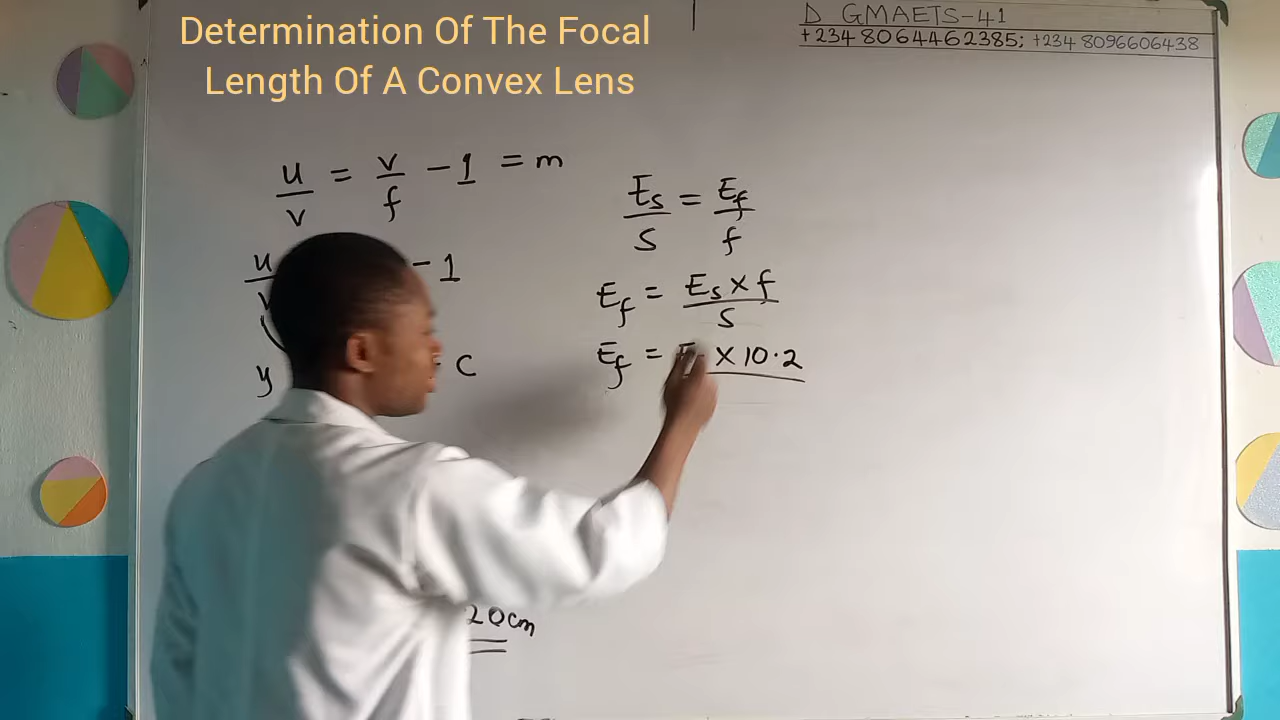 Determination Of The Focal
Length Of A Convex Lens
D GMAETS-41
+234 8064462385; +234 8096606438
u/v = v/f - 1 = m
u - 1
y c
20cm
Es/S = Ef/f
Ef = Es × f/S
Ef = × 10.2